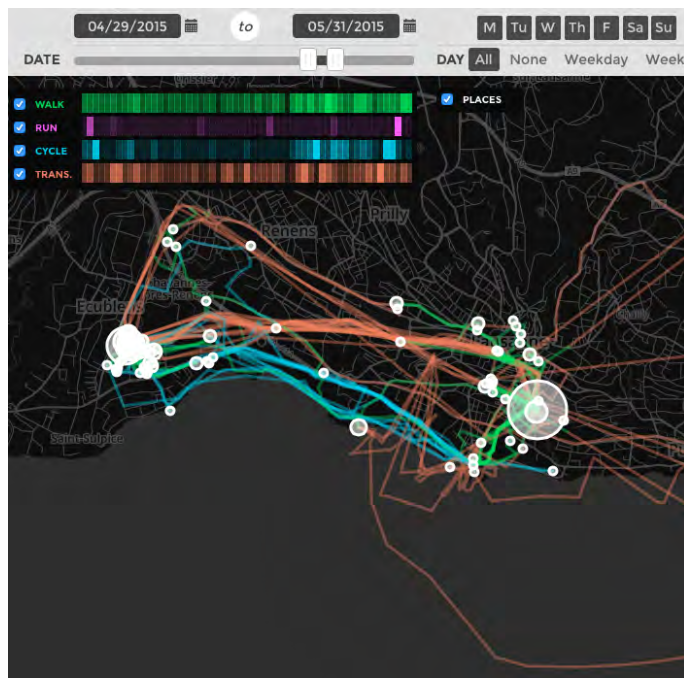 04/29/2015 to 05/31/2015 M Tu W Th F Sa Su
DATE DAY All None Weekday Week
WALK PLACES
RUN
CYCLE
TRANS.
Renens
Prilly
Ecublens
Saint-Sulpice